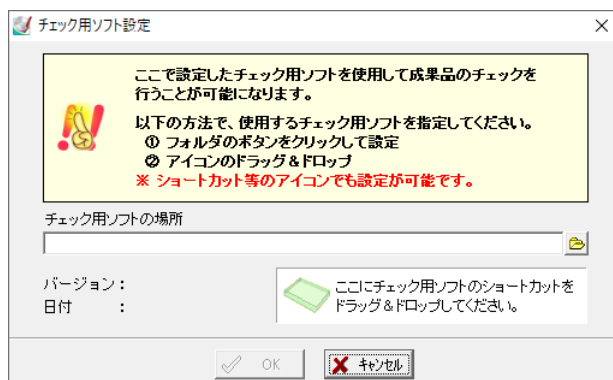 チェック用ソフト設定
ここで設定したチェック用ソフトを使用して成果品のチェックを
行うことが可能になります。
以下の方法で、使用するチェック用ソフトを指定してください。
① フォルダのボタンをクリックして設定
② アイコンのドラッグ＆ドロップ
※ ショートカット等のアイコンでも設定が可能です。
チェック用ソフトの場所
バージョン：
日付　　：
ここにチェック用ソフトのショートカットを
ドラッグ＆ドロップしてください。
OK
ｷｬﾝｾﾙ